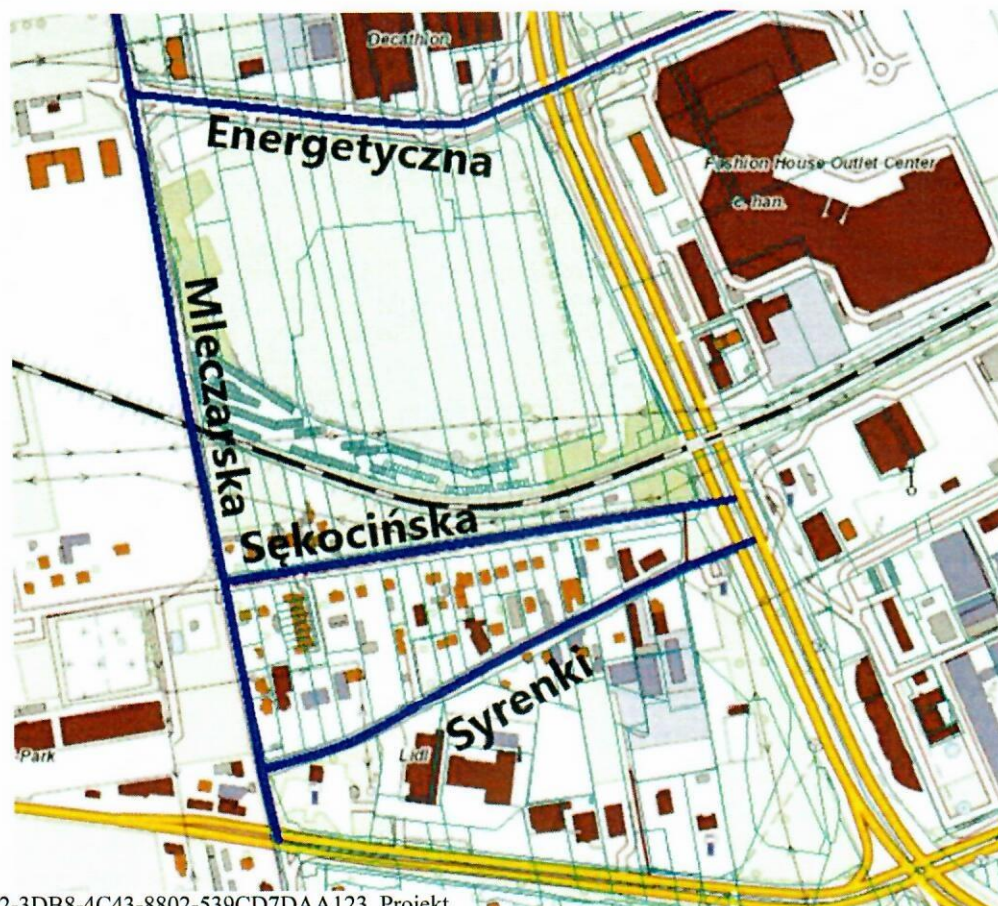 Decathlon
Energetyczna
Fashion House Outlet Center
c. han.
Mleczarska
Sękocińska
Syrenki
Lidl
-Park
2-3DB8-4C43-8802-539CD7DAA123. Projekt